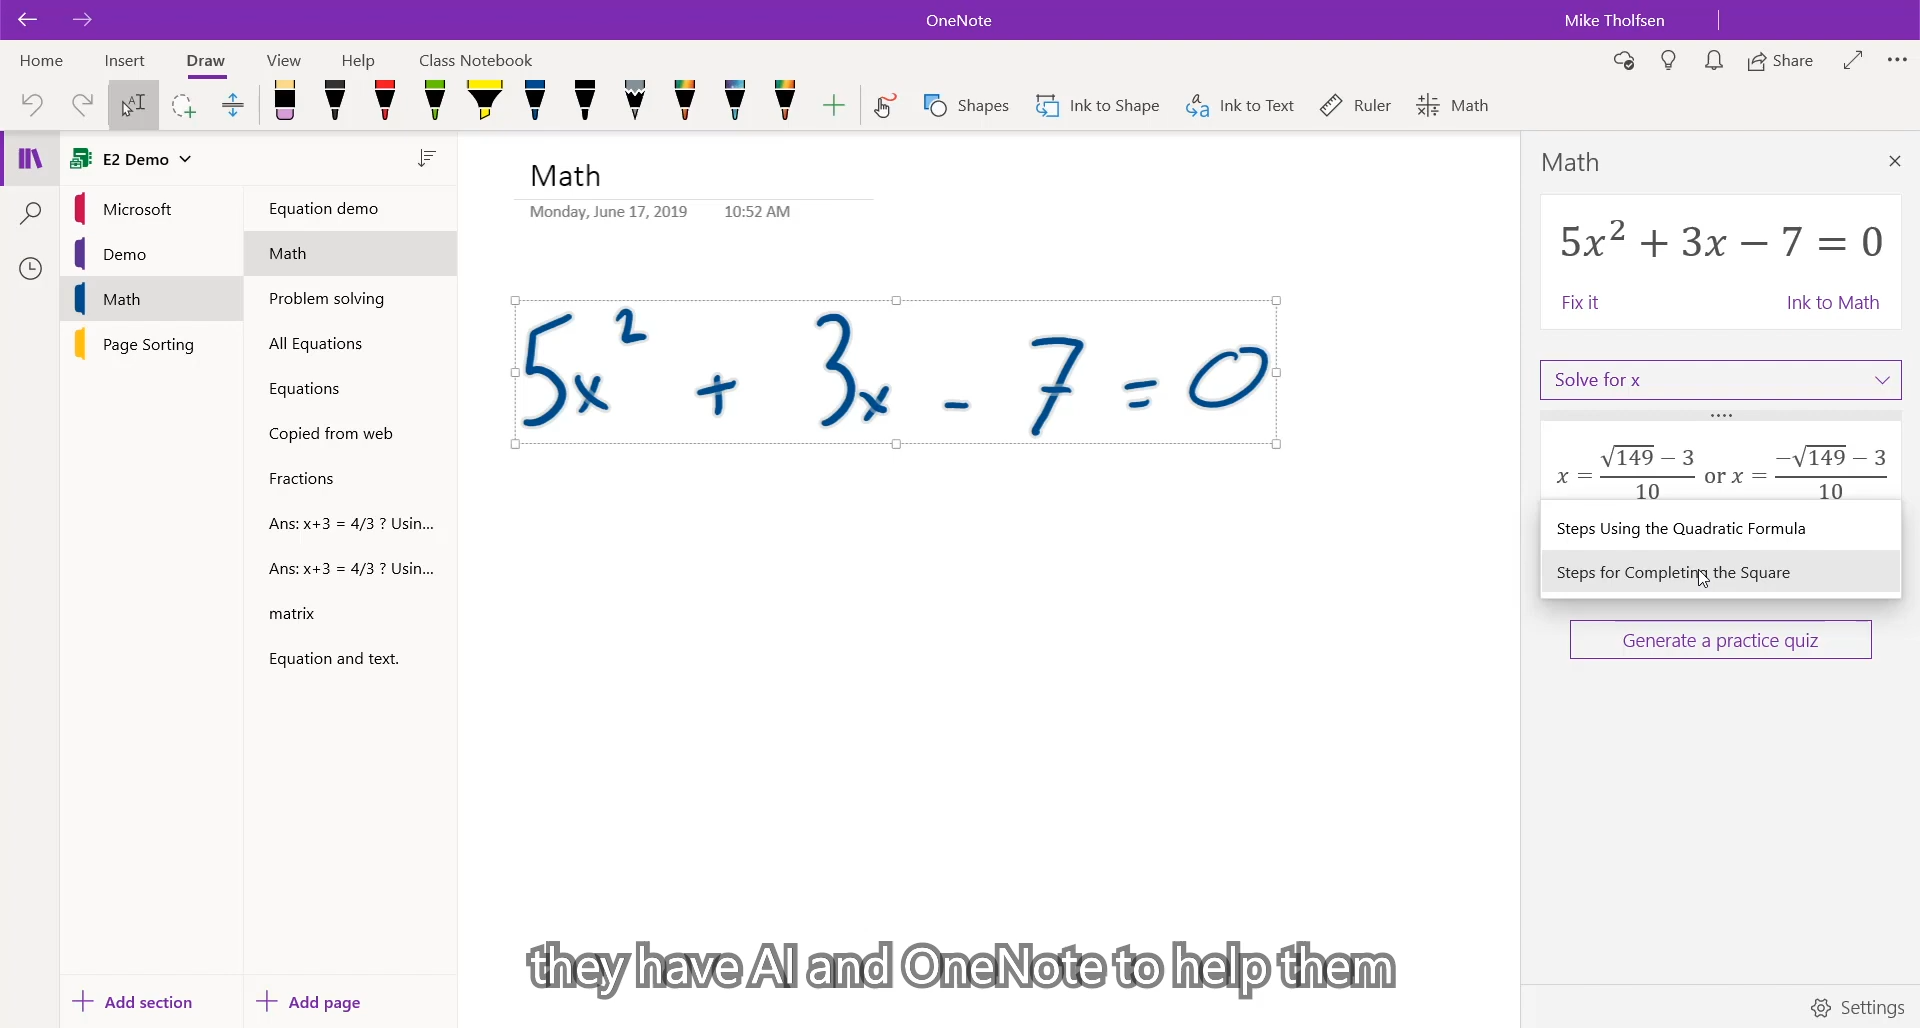 OneNote
Mike Tholfsen
Home Insert Draw View Help Class Notebook
Share
Shapes Ink to Shape Ink to Text Ruler Math
E2 Demo
Microsoft
Demo
Math
Page Sorting
Equation demo
Math
Problem solving
All Equations
Equations
Copied from web
Fractions
Ans: x+3 = 4/3 ? Usin...
Ans: x+3 = 4/3 ? Usin...
matrix
Equation and text.
Add section
Add page
Math
Monday, June 17, 2019 10:52 AM
5x² + 3x - 7 = 0
Math
5x² + 3x − 7 = 0
Fix it Ink to Math
Solve for x
x = (√149 − 3)/10 or x = (−√149 − 3)/10
Steps Using the Quadratic Formula
Steps for Completing the Square
Generate a practice quiz
Settings
they have AI and OneNote to help them